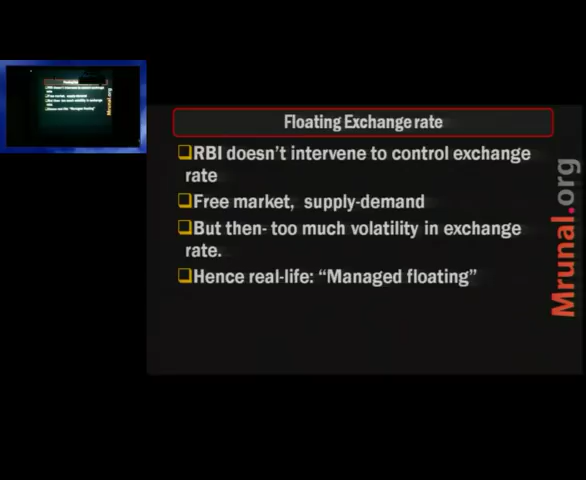 Floating Exchange rate
❑RBI doesn't intervene to control exchange
rate
❑Free market, supply-demand
❑But then- too much volatility in exchange
rate.
❑Hence real-life: “Managed floating”
Mrunal.org